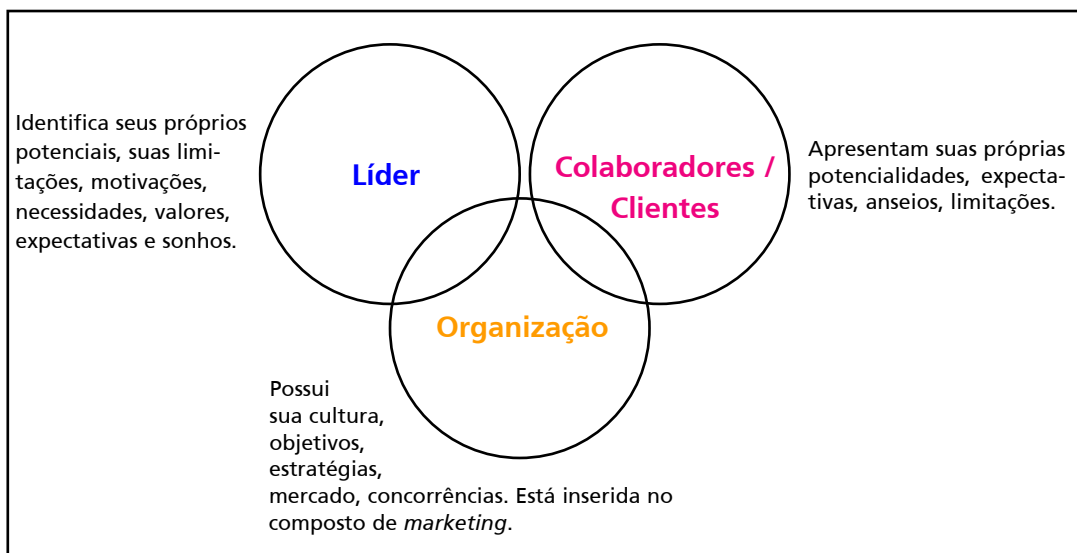 Identifica seus próprios
potenciais, suas limi-
tações, motivações,
necessidades, valores,
expectativas e sonhos.
Líder
Colaboradores /
Clientes
Apresentam suas próprias
potencialidades, expecta-
tivas, anseios, limitações.
Organização
Possui
sua cultura,
objetivos,
estratégias,
mercado, concorrências. Está inserida no
composto de marketing.